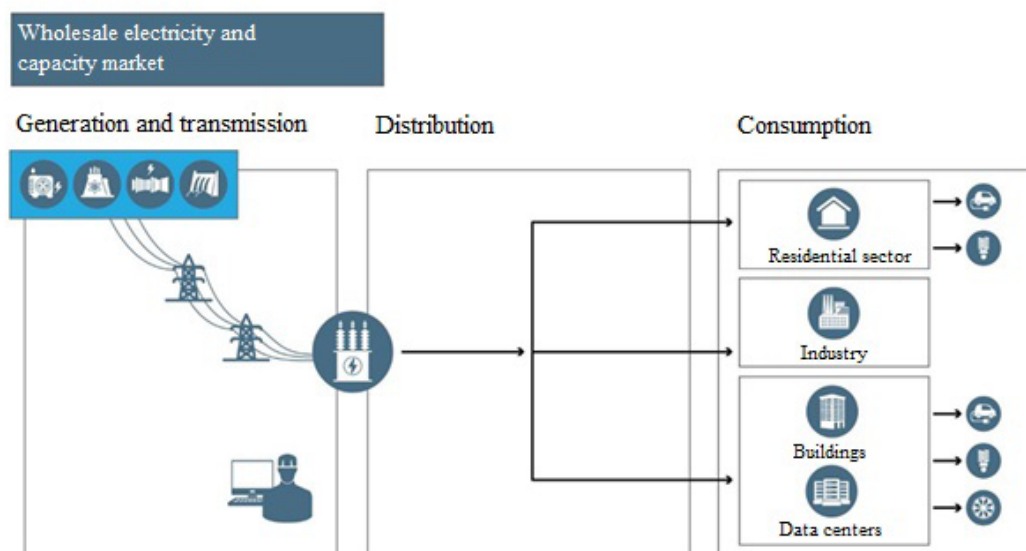 Wholesale electricity and
capacity market
Generation and transmission
Distribution
Consumption
Residential sector
Industry
Buildings
Data centers